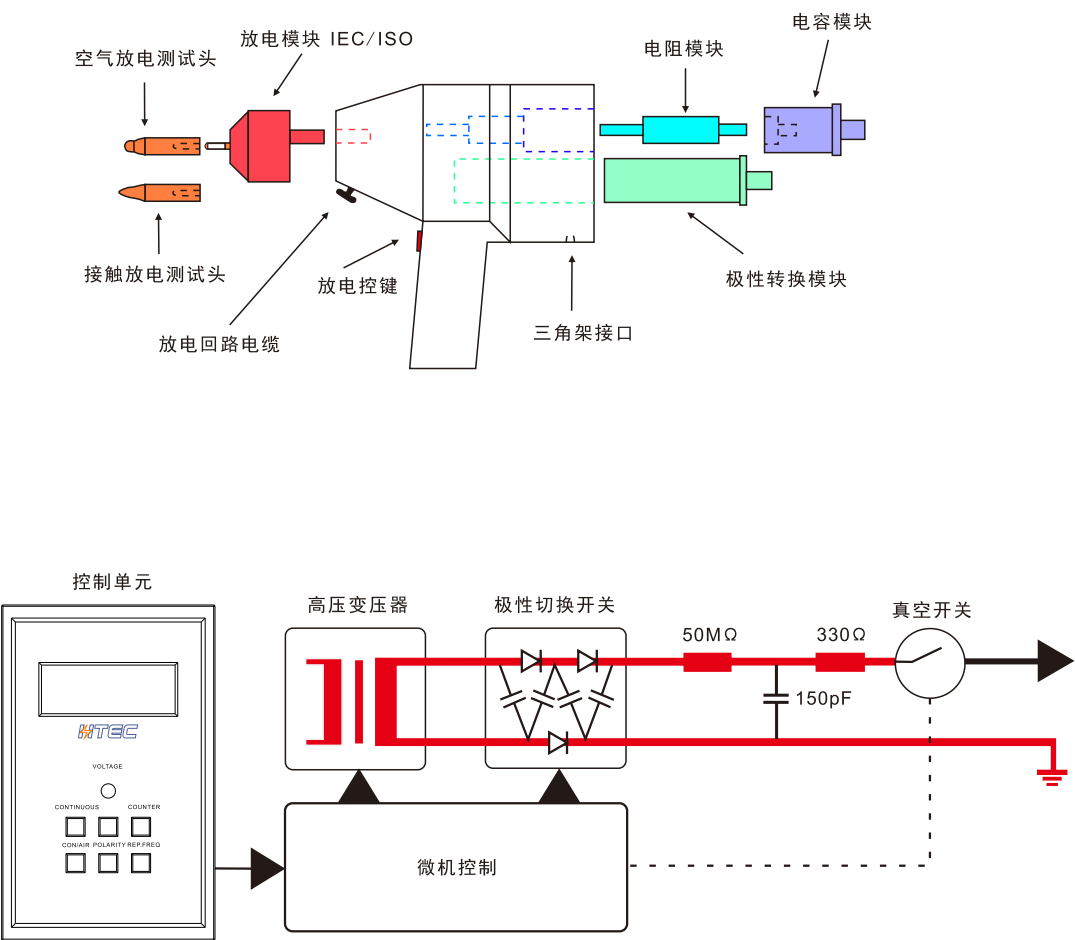 电容模块
放电模块 IEC/ISO
电阻模块
空气放电测试头
接触放电测试头
放电控键
极性转换模块
放电回路电缆
三角架接口
控制单元
高压变压器
极性切换开关
真空开关
50MΩ
330Ω
150pF
HTEC
VOLTAGE
CONTINUOUS COUNTER
CON/AIR POLARITY REP.FREQ
微机控制